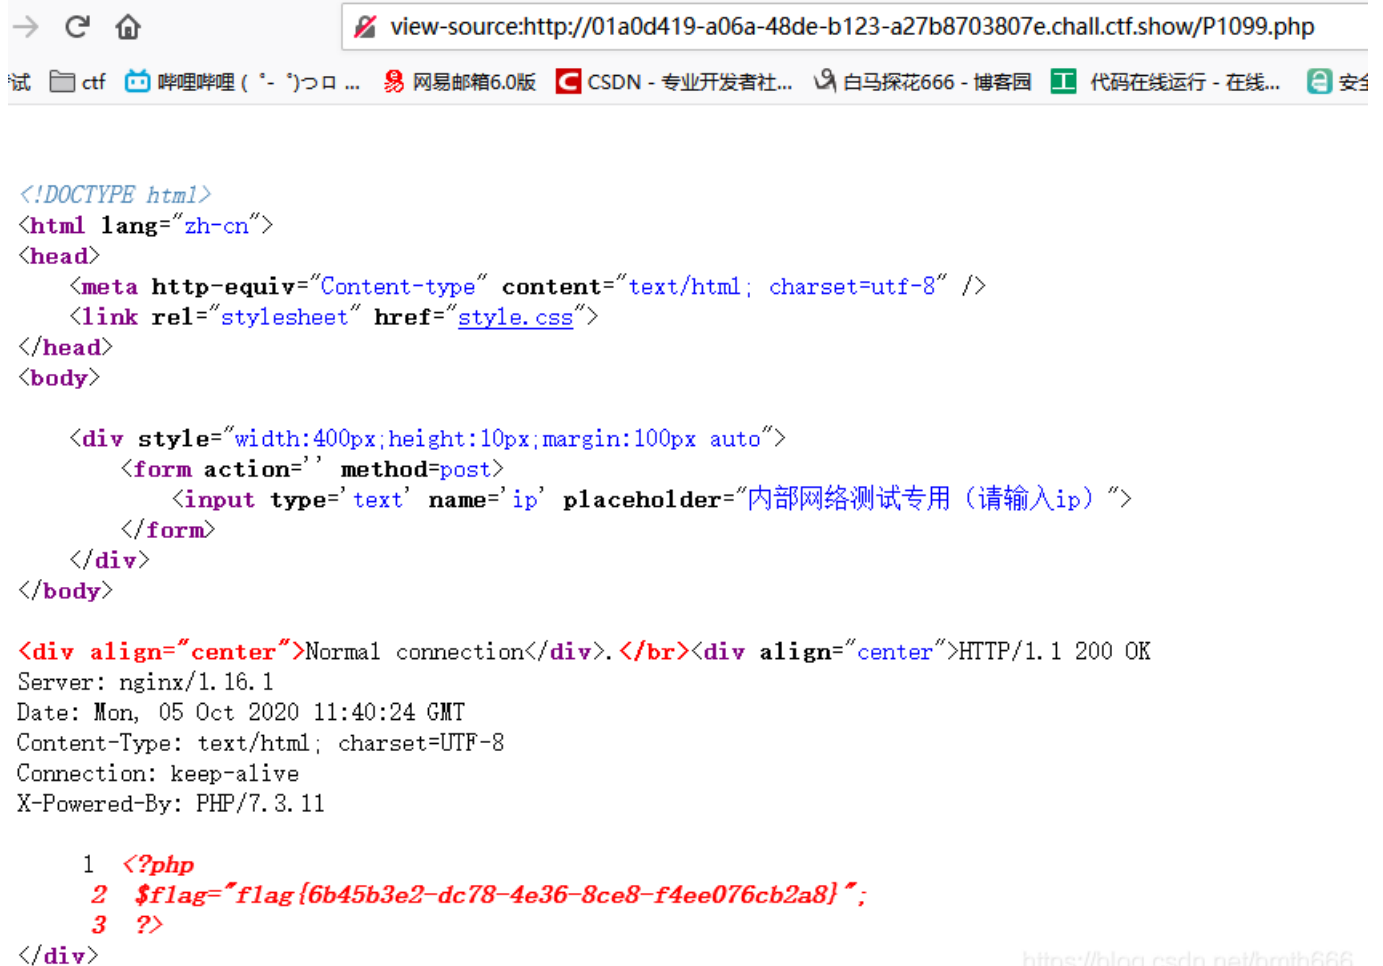 view-source:http://01a0d419-a06a-48de-b123-a27b8703807e.chall.ctf.show/P1099.php
试 ctf 哔哩哔哩 ( ゜- ゜)つロ ... 易 网易邮箱6.0版 C CSDN - 专业开发者社... 白马探花666 - 博客园 工 代码在线运行 - 在线... 安全
<!DOCTYPE html>
<html lang="zh-cn">
<head>
<meta http-equiv="Content-type" content="text/html; charset=utf-8" />
<link rel="stylesheet" href="style.css">
</head>
<body>
<div style="width:400px;height:10px;margin:100px auto">
<form action='' method=post>
<input type='text' name='ip' placeholder="内部网络测试专用（请输入ip）">
</form>
</div>
</body>
<div align="center">Normal connection</div>.</br><div align="center">HTTP/1.1 200 OK
Server: nginx/1.16.1
Date: Mon, 05 Oct 2020 11:40:24 GMT
Content-Type: text/html; charset=UTF-8
Connection: keep-alive
X-Powered-By: PHP/7.3.11
1 <?php
2 $flag="flag{6b45b3e2-dc78-4e36-8ce8-f4ee076cb2a8}";
3 ?>
</div>
https://blog.csdn.net/bmth666